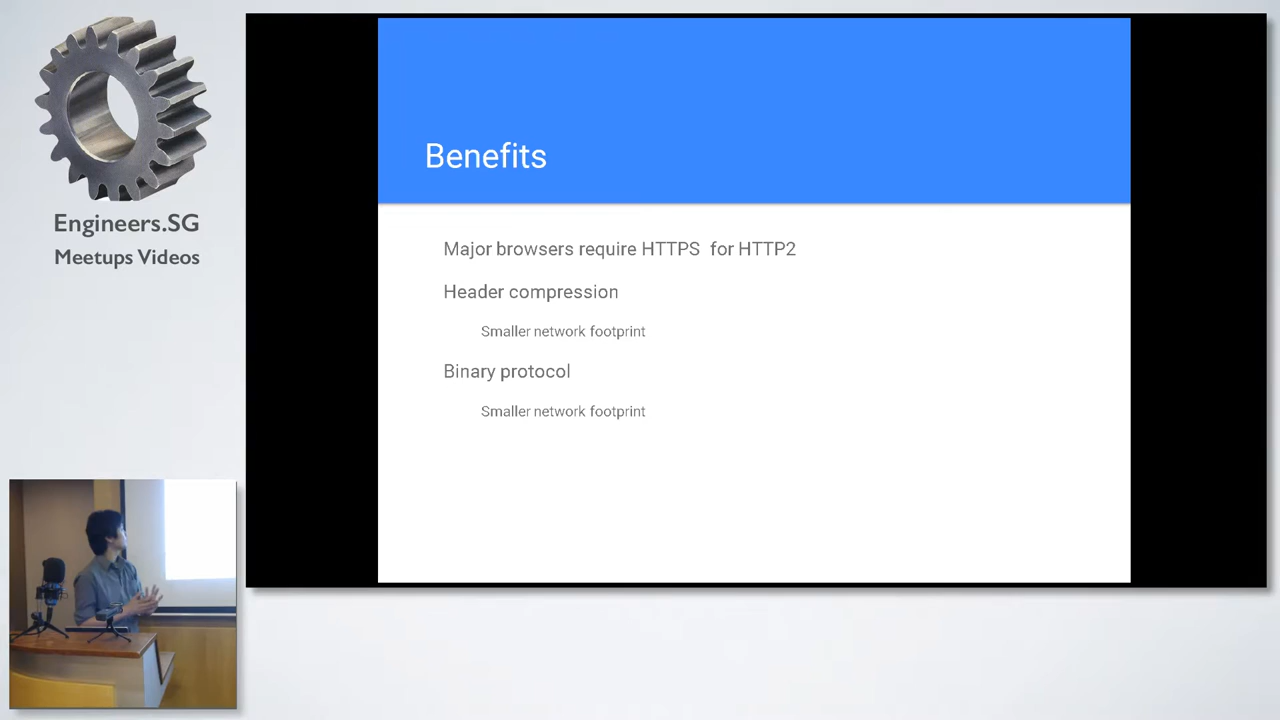 Engineers.SG
Meetups Videos
Benefits
Major browsers require HTTPS  for HTTP2
Header compression
Smaller network footprint
Binary protocol
Smaller network footprint